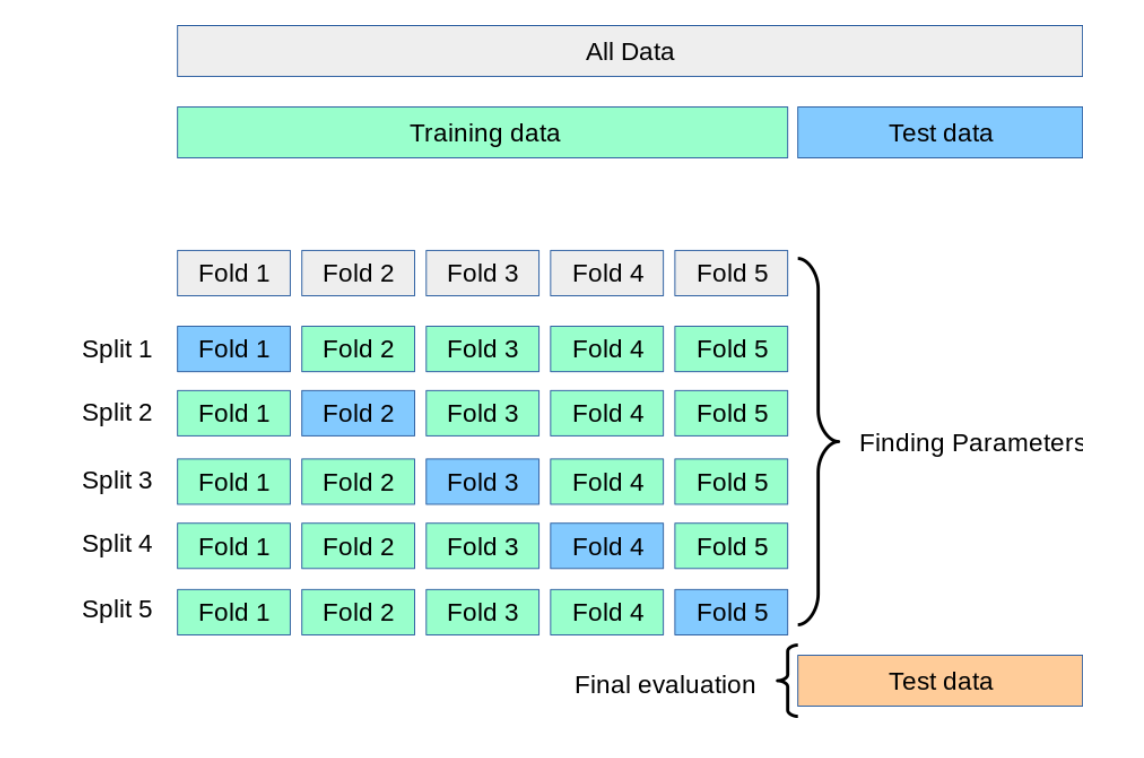 All Data
Training data Test data
Fold 1 Fold 2 Fold 3 Fold 4 Fold 5
Split 1 Fold 1 Fold 2 Fold 3 Fold 4 Fold 5
Split 2 Fold 1 Fold 2 Fold 3 Fold 4 Fold 5
Finding Parameters
Split 3 Fold 1 Fold 2 Fold 3 Fold 4 Fold 5
Split 4 Fold 1 Fold 2 Fold 3 Fold 4 Fold 5
Split 5 Fold 1 Fold 2 Fold 3 Fold 4 Fold 5
Final evaluation Test data